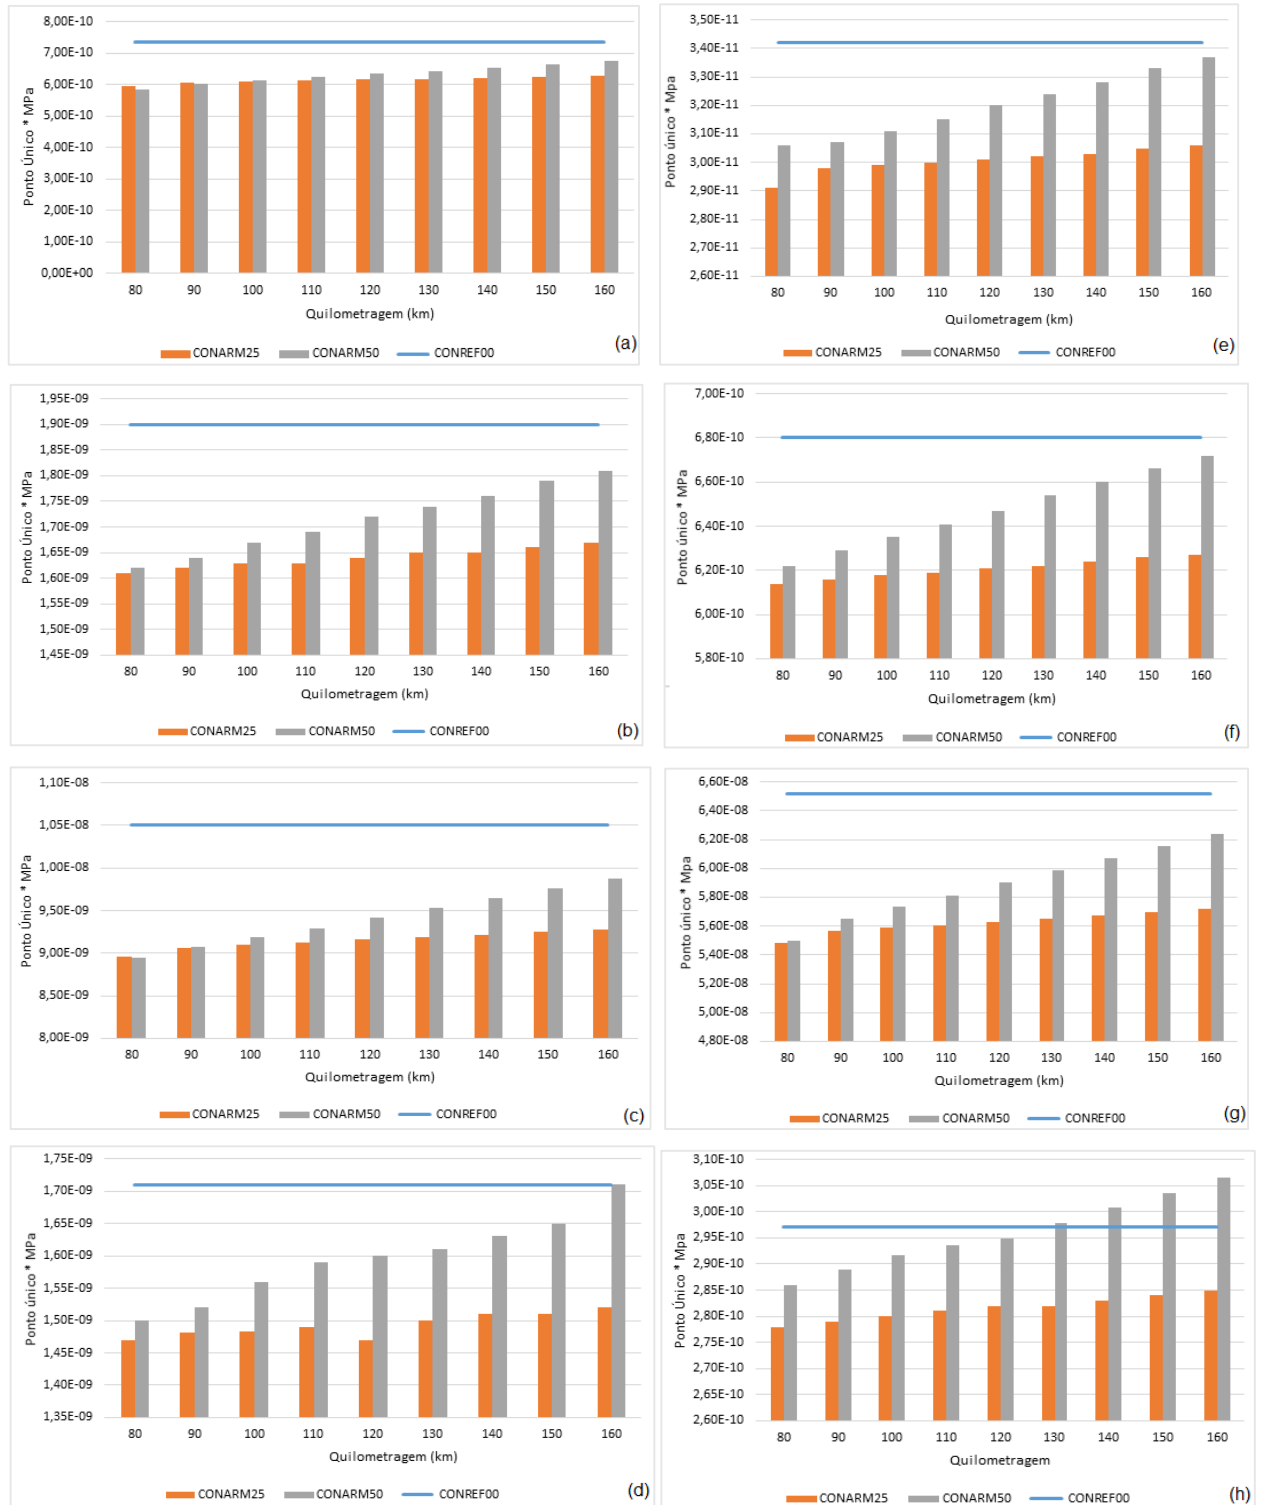 8,00E-10
7,00E-10
6,00E-10
5,00E-10
4,00E-10
3,00E-10
2,00E-10
1,00E-10
0,00E+00
Ponto Único * MPa
80 90 100 110 120 130 140 150 160
Quilometragem (km)
CONARM25 CONARM50 CONREF00
(a)
3,50E-11
3,40E-11
3,30E-11
3,20E-11
3,10E-11
3,00E-11
2,90E-11
2,80E-11
2,70E-11
2,60E-11
Ponto único * Mpa
80 90 100 110 120 130 140 150 160
Quilometragem (km)
CONARM25 CONARM50 CONREF00
(e)
1,95E-09
1,90E-09
1,85E-09
1,80E-09
1,75E-09
1,70E-09
1,65E-09
1,60E-09
1,55E-09
1,50E-09
1,45E-09
Ponto Único * MPa
80 90 100 110 120 130 140 150 160
Quilometragem (km)
CONARM25 CONARM50 CONREF00
(b)
7,00E-10
6,80E-10
6,60E-10
6,40E-10
6,20E-10
6,00E-10
5,80E-10
Ponto único * MPa
80 90 100 110 120 130 140 150 160
Quilometragem (km)
CONARM25 CONARM50 CONREF00
(f)
1,10E-08
1,05E-08
1,00E-08
9,50E-09
9,00E-09
8,50E-09
8,00E-09
Ponto Único * MPa
80 90 100 110 120 130 140 150 160
Quilometragem (km)
CONARM25 CONARM50 CONREF00
(c)
6,60E-08
6,40E-08
6,20E-08
6,00E-08
5,80E-08
5,60E-08
5,40E-08
5,20E-08
5,00E-08
4,80E-08
Ponto único * Mpa
80 90 100 110 120 130 140 150 160
Quilometragem (km)
CONARM25 CONARM50 CONREF00
(g)
1,75E-09
1,70E-09
1,65E-09
1,60E-09
1,55E-09
1,50E-09
1,45E-09
1,40E-09
1,35E-09
Ponto único * MPa
80 90 100 110 120 130 140 150 160
Quilometragem (km)
CONARM25 CONARM50 CONREF00
(d)
3,10E-10
3,05E-10
3,00E-10
2,95E-10
2,90E-10
2,85E-10
2,80E-10
2,75E-10
2,70E-10
2,65E-10
2,60E-10
Ponto Único * Mpa
80 90 100 110 120 130 140 150 160
Quilometragem
CONARM25 CONARM50 CONREF00
(h)